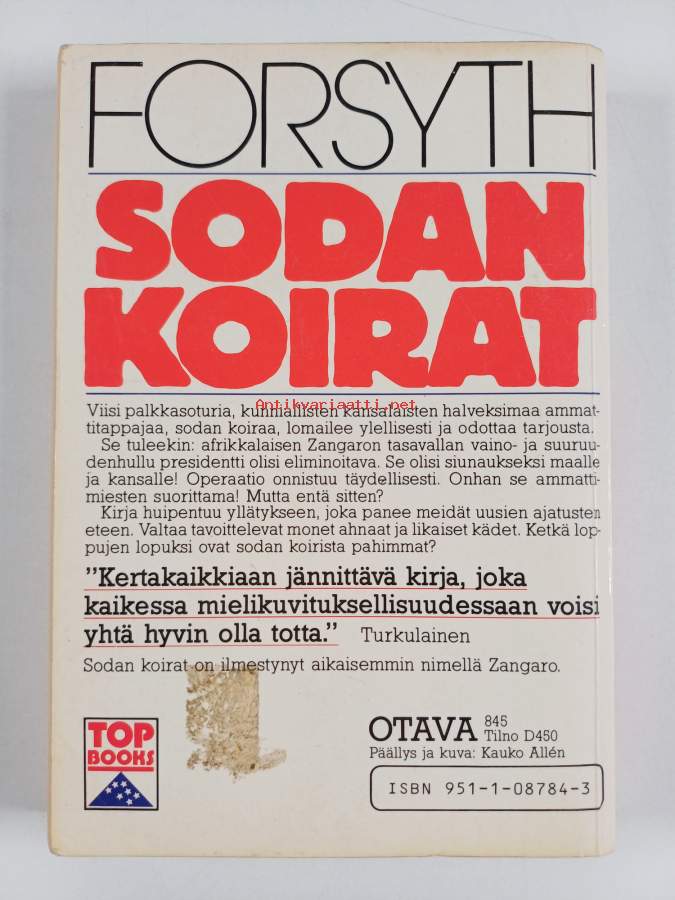 FORSYTH
SODAN
KOIRAT
Antikvariaatti.net
Viisi palkkasoturia, kunniallisten kansalaisten halveksimaa ammat-
titappajaa, sodan koiraa, lomailee ylellisesti ja odottaa tarjousta.
Se tuleekin: afrikkalaisen Zangaron tasavallan vaino- ja suuruu-
denhullu presidentti olisi eliminoitava. Se olisi siunaukseksi maalle
ja kansalle! Operaatio onnistuu täydellisesti. Onhan se ammatti-
miesten suorittama! Mutta entä sitten?
Kirja huipentuu yllätykseen, joka panee meidät uusien ajatusten
eteen. Valtaa tavoittelevat monet ahnaat ja likaiset kädet. Ketkä lop-
pujen lopuksi ovat sodan koirista pahimmat?
"Kertakaikkiaan jännittävä kirja, joka
kaikessa mielikuvituksellisuudessaan voisi
yhtä hyvin olla totta." Turkulainen
Sodan koirat on ilmestynyt aikaisemmin nimellä Zangaro.
TOP
BOOKS
OTAVA 845
Tilno D450
Päällys ja kuva: Kauko Allén
ISBN 951-1-08784-3